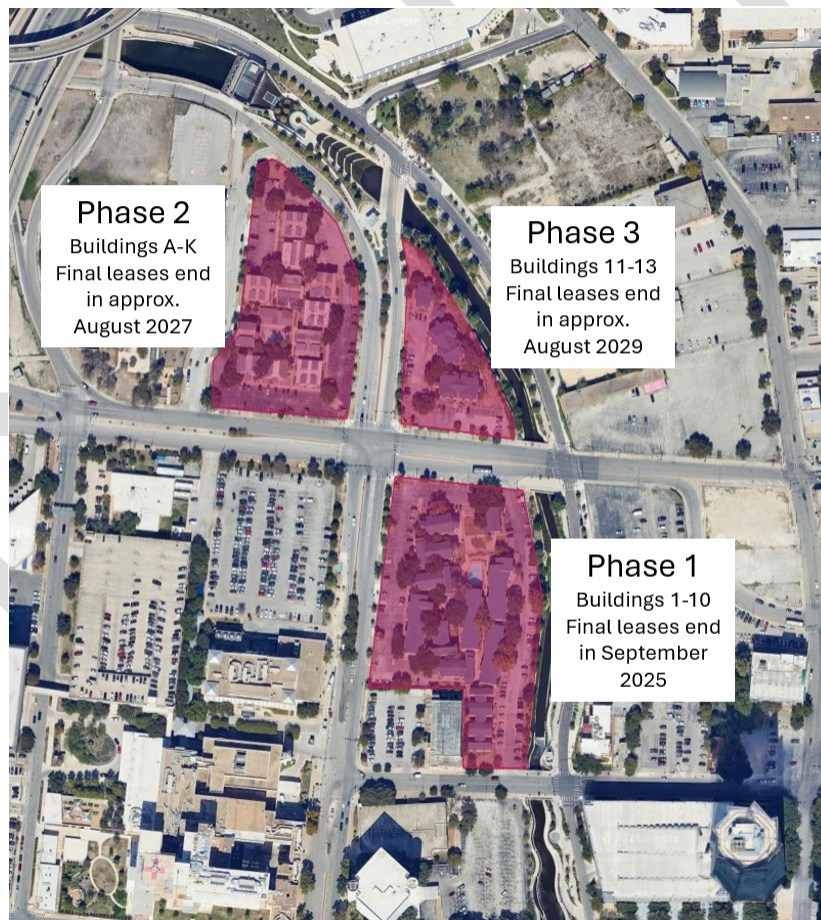 Phase 2
Buildings A-K
Final leases end
in approx.
August 2027
Phase 3
Buildings 11-13
Final leases end
in approx.
August 2029
Phase 1
Buildings 1-10
Final leases end
in September
2025